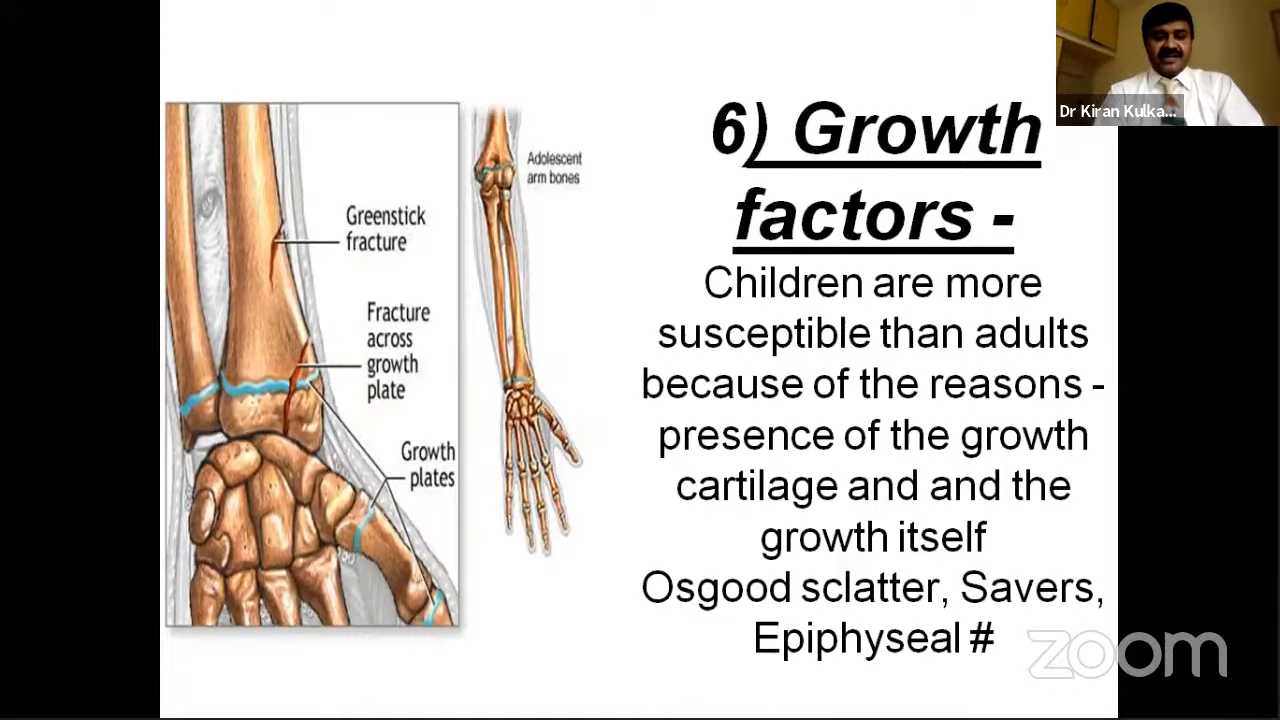 Dr Kiran Kulka...
6) Growth
factors -
Children are more
susceptible than adults
because of the reasons -
presence of the growth
cartilage and and the
growth itself
Osgood sclatter, Savers,
Epiphyseal #
Adolescent
arm bones
Greenstick
fracture
Fracture
across
growth
plate
Growth
plates
zoom